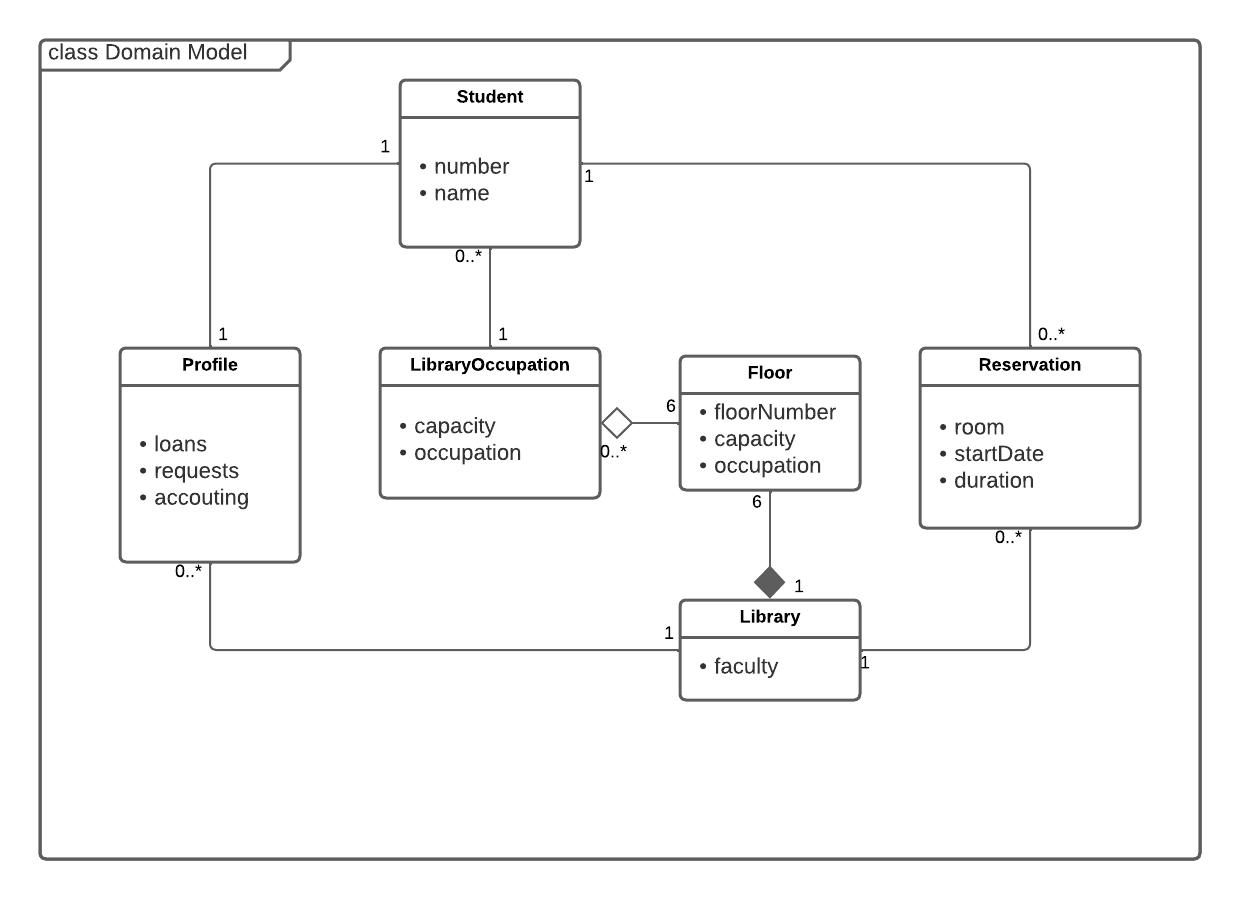 class Domain Model
Student
• number
• name
1
1
0..*
1
1
0..*
Profile
• loans
• requests
• accouting
0..*
LibraryOccupation
• capacity
• occupation
0..*
6
Floor
• floorNumber
• capacity
• occupation
6
Reservation
• room
• startDate
• duration
0..*
1
Library
• faculty
1
1